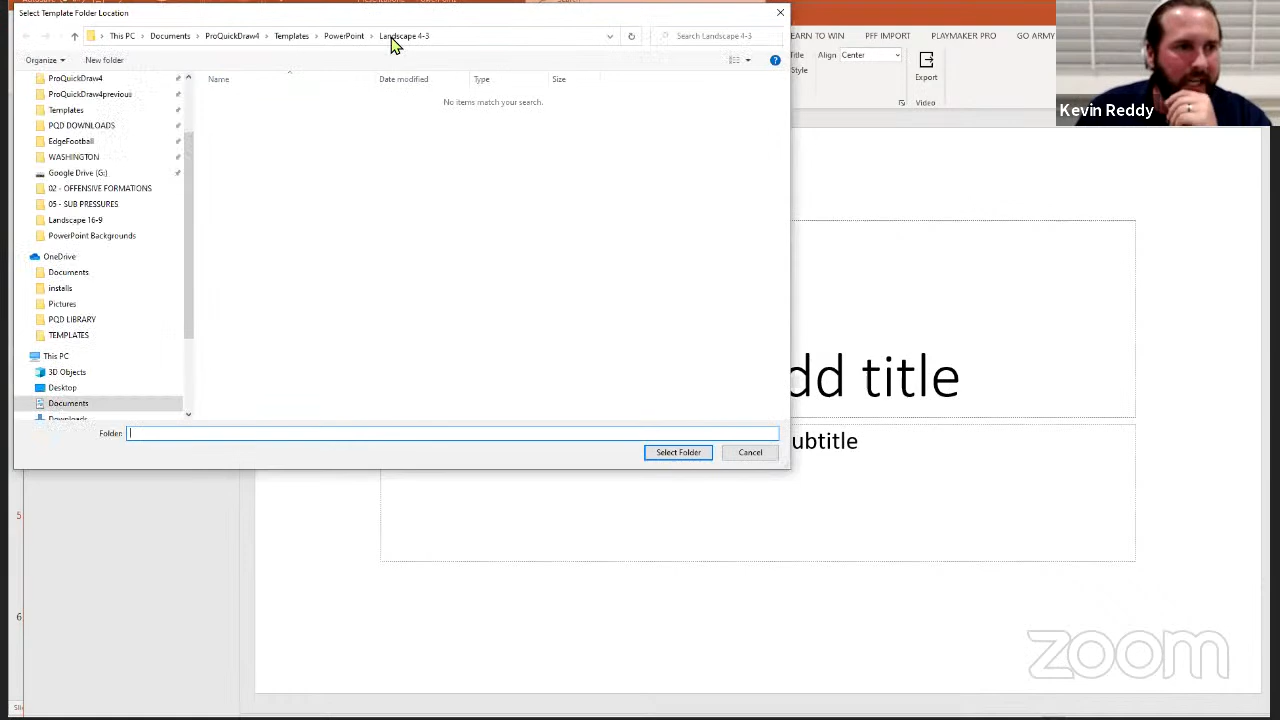 Select Template Folder Location
This PC > Documents > ProQuickDraw4 > Templates > PowerPoint > Landscape 4-3
Search Landscape 4-3
Organize
New folder
EARN TO WIN
PFF IMPORT
PLAYMAKER PRO
GO ARMY
Title
Align
Center
Style
Export
Video
Kevin Reddy
Name
Date modified
Type
Size
No items match your search.
ProQuickDraw4
ProQuickDraw4previous
Templates
PQD DOWNLOADS
EdgeFootball
WASHINGTON
Google Drive (G:)
02 - OFFENSIVE FORMATIONS
05 - SUB PRESSURES
Landscape 16-9
PowerPoint Backgrounds
OneDrive
Documents
installs
Pictures
PQD LIBRARY
TEMPLATES
This PC
3D Objects
Desktop
Documents
Downloads
Folder:
Select Folder
Cancel
dd title
ubtitle
5
6
zoom